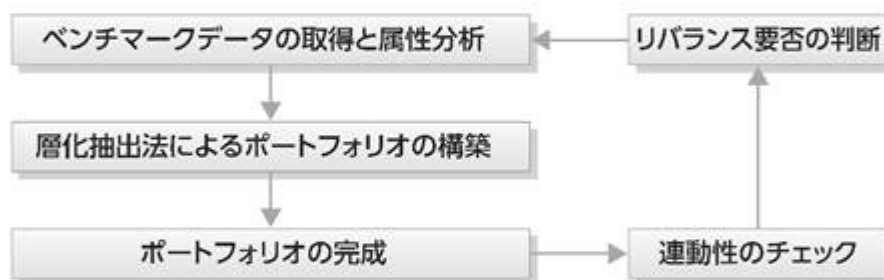 ベンチマークデータの取得と属性分析
リバランス要否の判断
層化抽出法によるポートフォリオの構築
ポートフォリオの完成
連動性のチェック